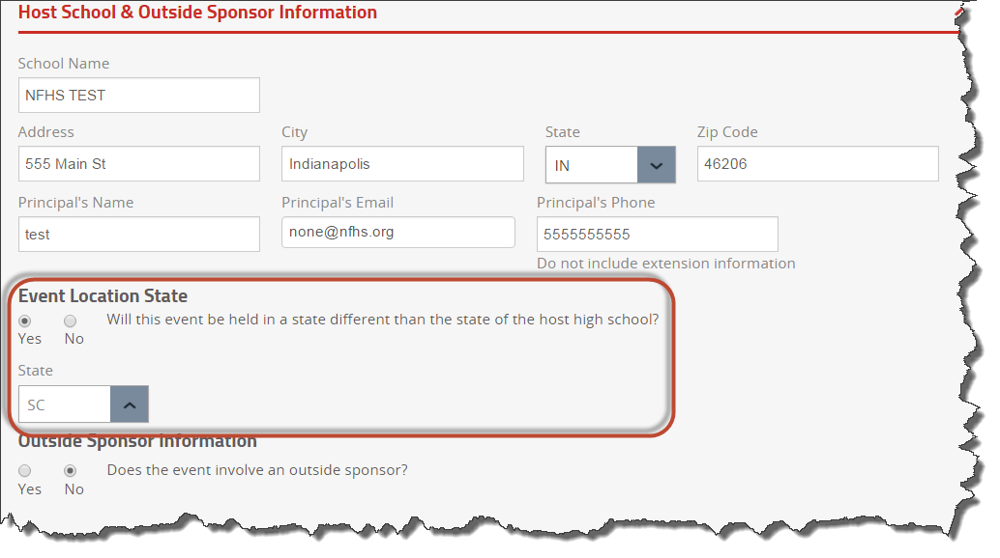 Host School & Outside Sponsor Information
School Name
NFHS TEST
Address City State Zip Code
555 Main St Indianapolis IN 46206
Principal's Name Principal's Email Principal's Phone
test none@nfhs.org 5555555555
Do not include extension information
Event Location State
Will this event be held in a state different than the state of the host high school?
Yes No
State
SC
Outside Sponsor Information
Does the event involve an outside sponsor?
Yes No